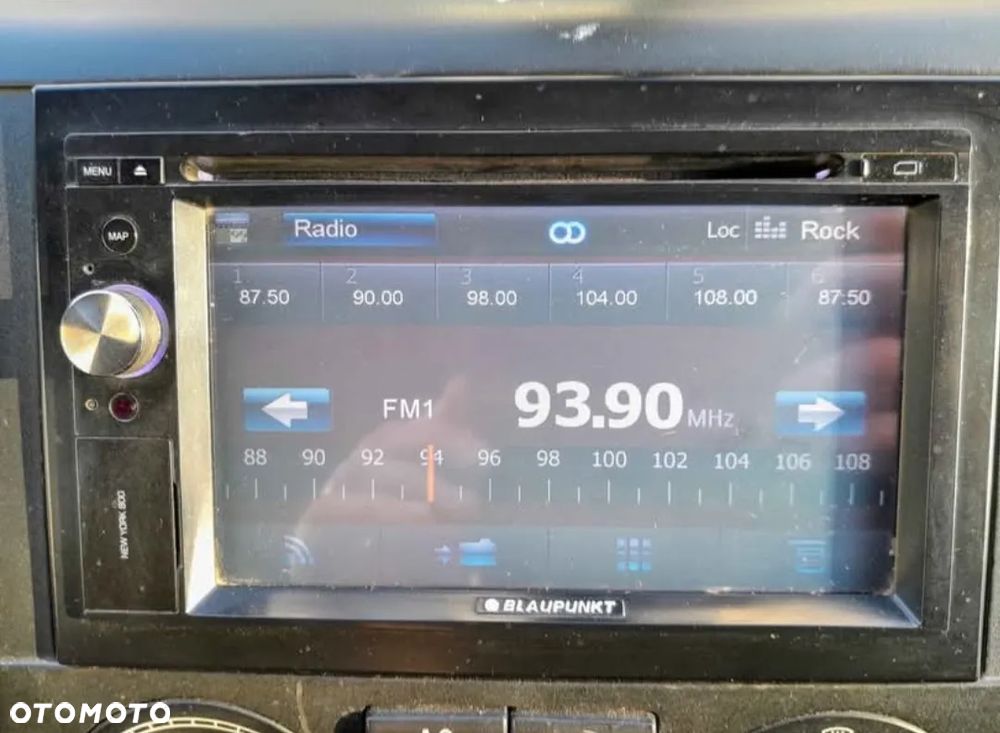 MENU
MAP
Radio Loc Rock
1 2 3 4 5 6
87.50 90.00 98.00 104.00 108.00 87:50
FM1 93.90 MHz
88 90 92 94 96 98 100 102 104 106 108
NEW YORK 800
BLAUPUNKT
OTOMOTO